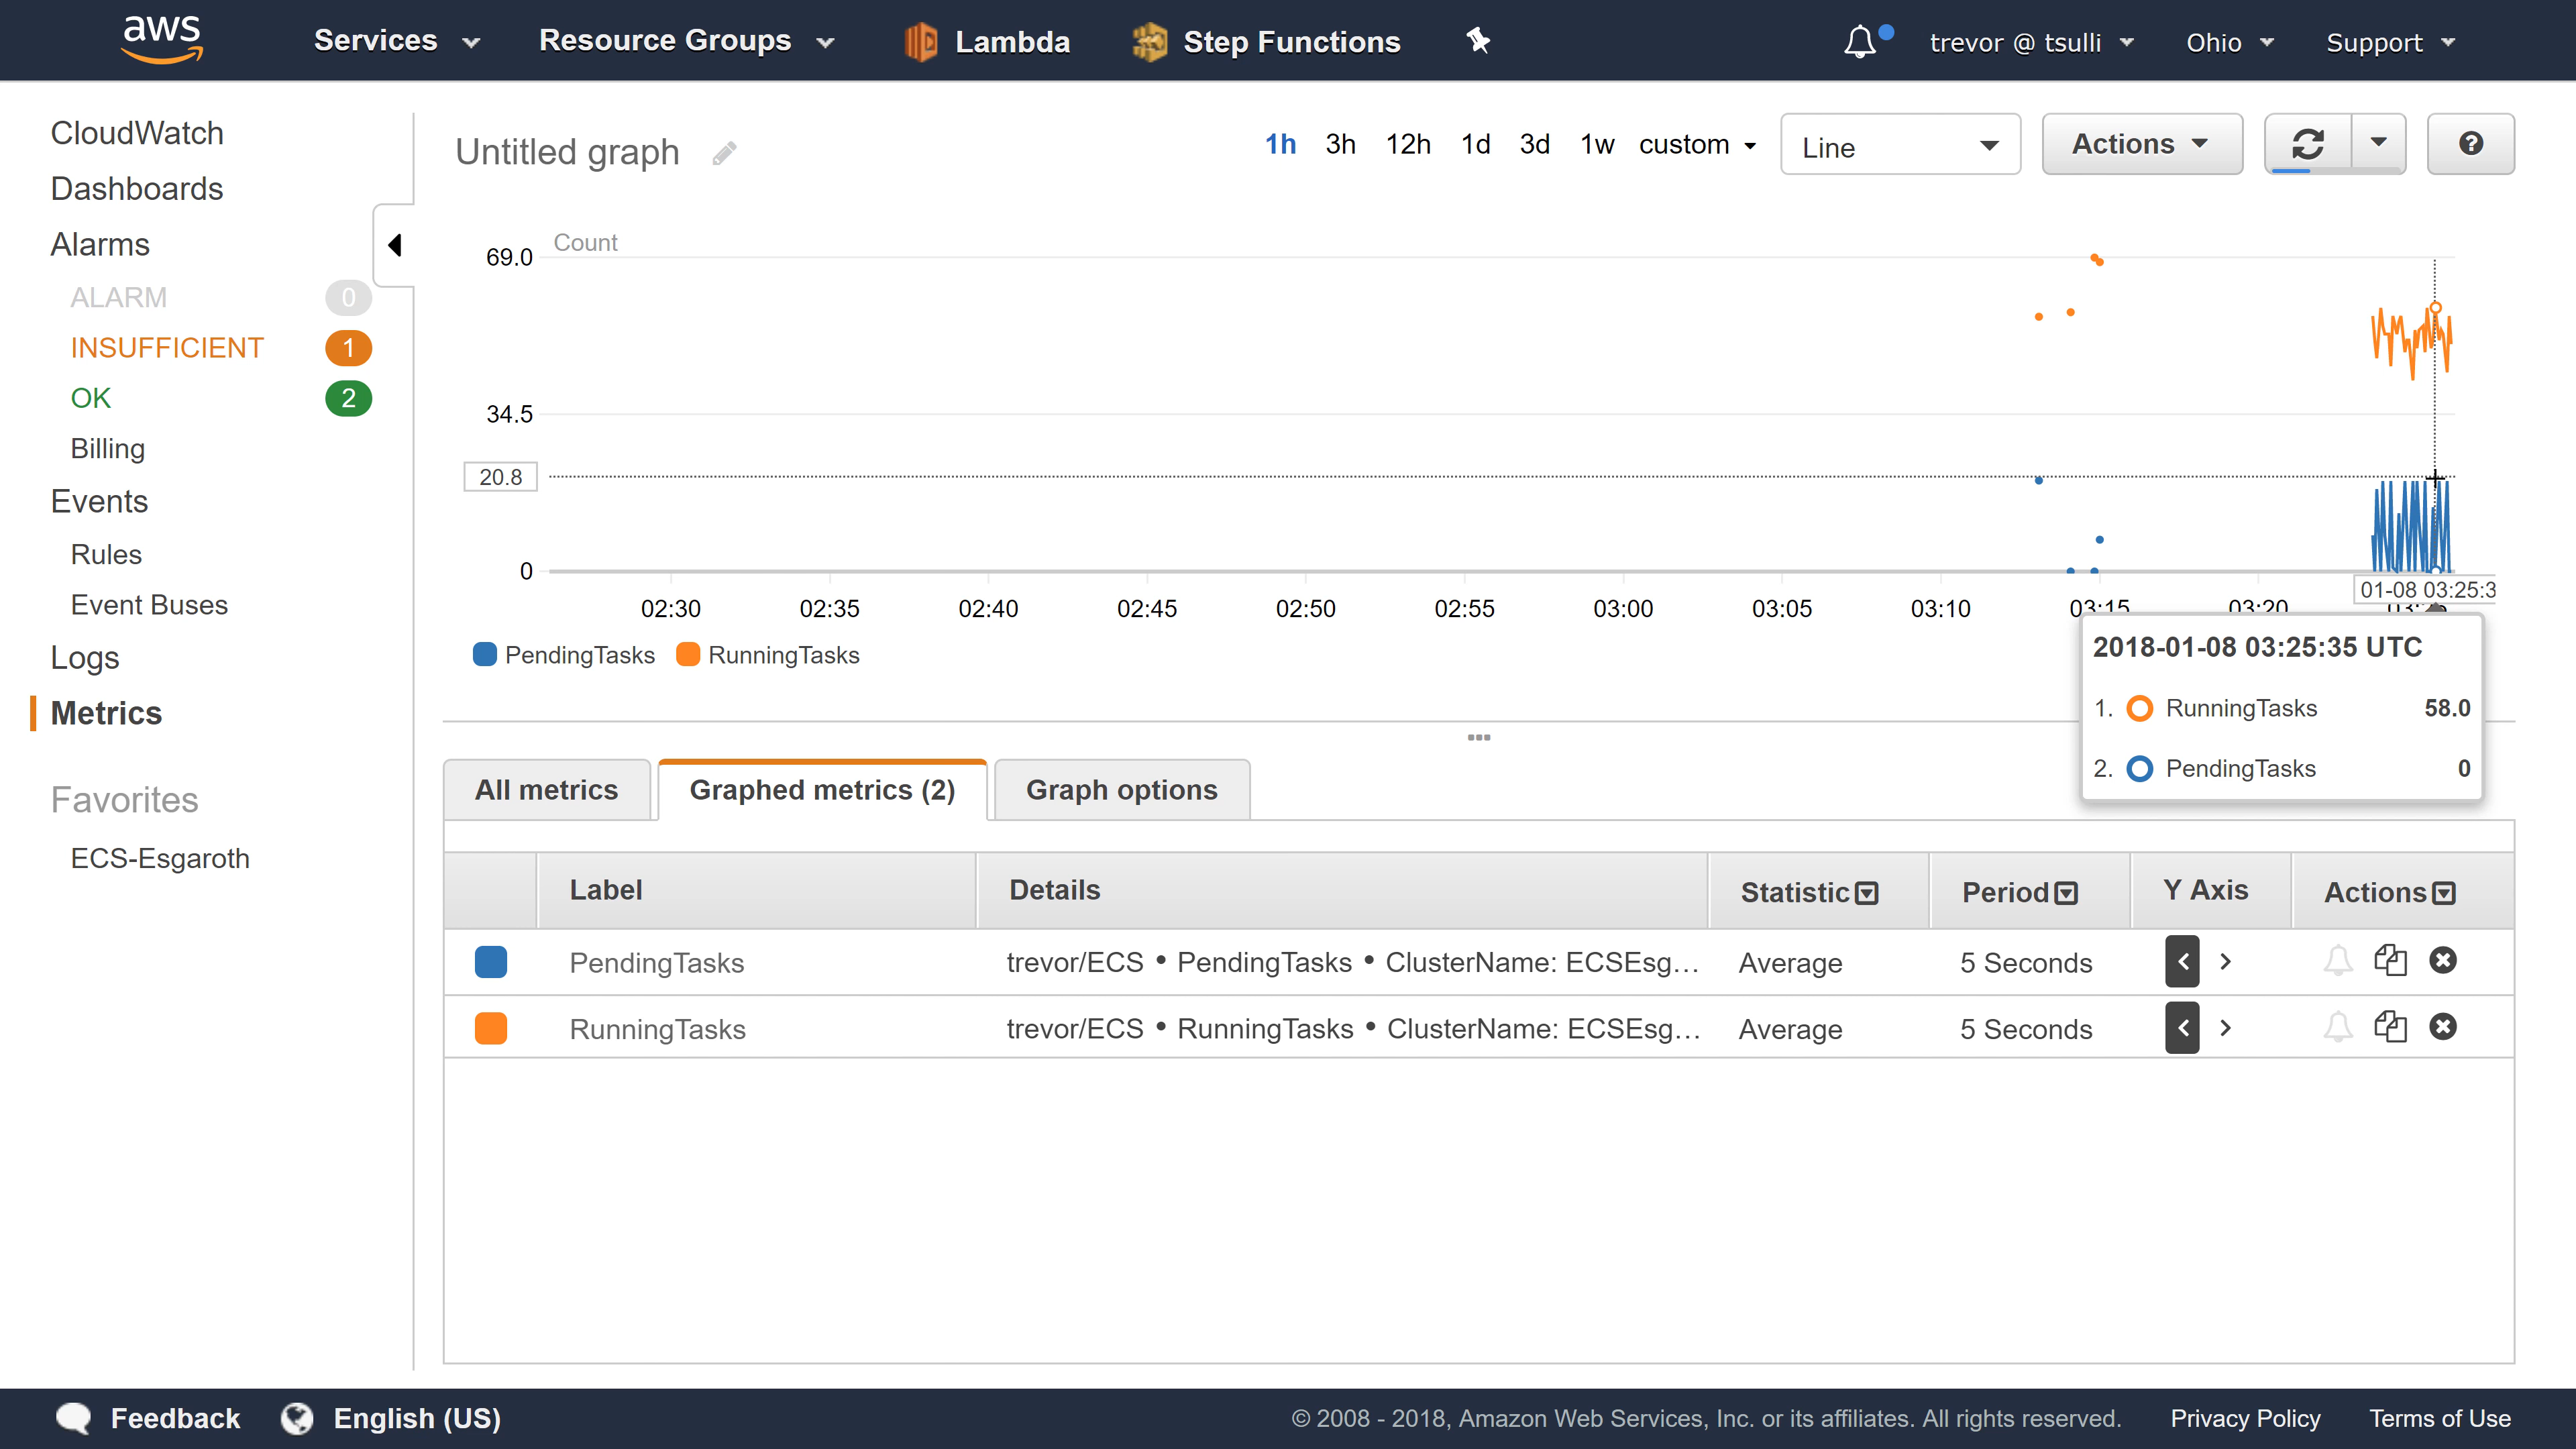 aws Services Resource Groups Lambda Step Functions trevor @ tsulli Ohio Support
CloudWatch
Dashboards
Alarms
ALARM 0
INSUFFICIENT 1
OK 2
Billing
Events
Rules
Event Buses
Logs
Metrics
Favorites
ECS-Esgaroth
Untitled graph
1h 3h 12h 1d 3d 1w custom Line Actions ?
Count
69.0
34.5
20.8
0
02:30 02:35 02:40 02:45 02:50 02:55 03:00 03:05 03:10 03:15 03:20
01-08 03:25:3
PendingTasks RunningTasks
2018-01-08 03:25:35 UTC
1. RunningTasks 58.0
2. PendingTasks 0
All metrics Graphed metrics (2) Graph options
Label Details Statistic Period Y Axis Actions
PendingTasks trevor/ECS • PendingTasks • ClusterName: ECSEsg... Average 5 Seconds < >
RunningTasks trevor/ECS • RunningTasks • ClusterName: ECSEsg... Average 5 Seconds < >
Feedback English (US) © 2008 - 2018, Amazon Web Services, Inc. or its affiliates. All rights reserved. Privacy Policy Terms of Use